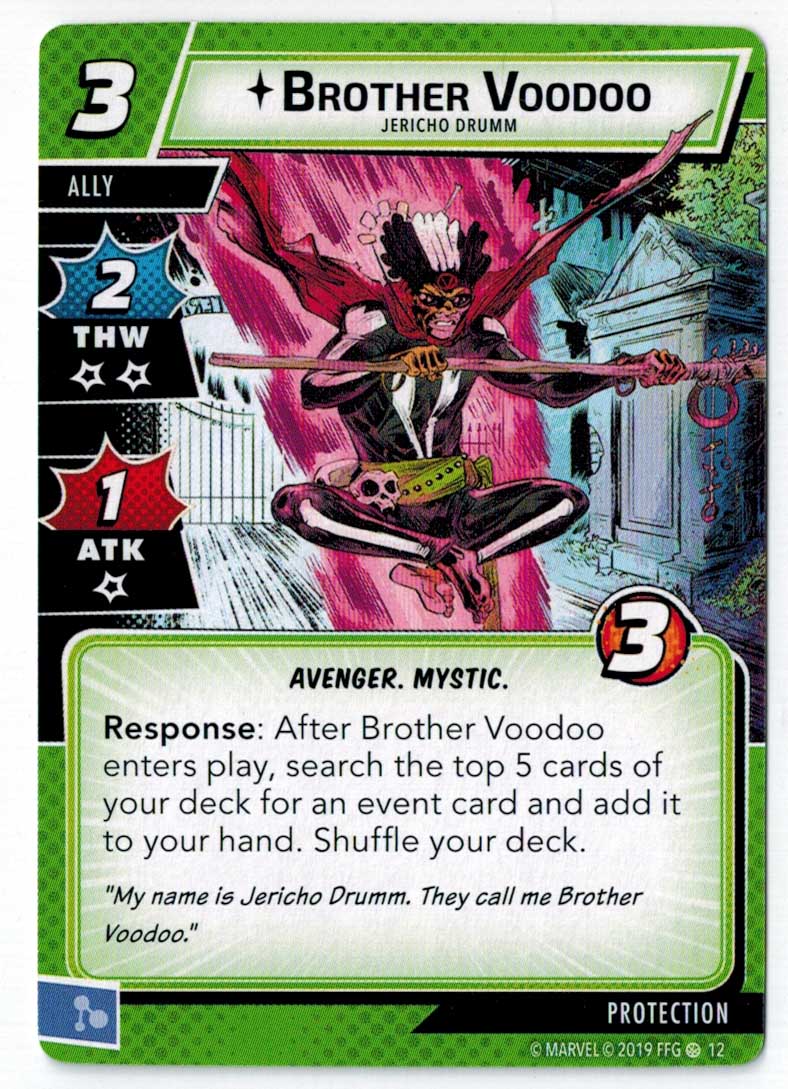 3
BROTHER VOODOO
JERICHO DRUMM
ALLY
2
THW
1
ATK
3
AVENGER. MYSTIC.
Response: After Brother Voodoo
enters play, search the top 5 cards of
your deck for an event card and add it
to your hand. Shuffle your deck.
"My name is Jericho Drumm. They call me Brother
Voodoo."
PROTECTION
© MARVEL © 2019 FFG 12